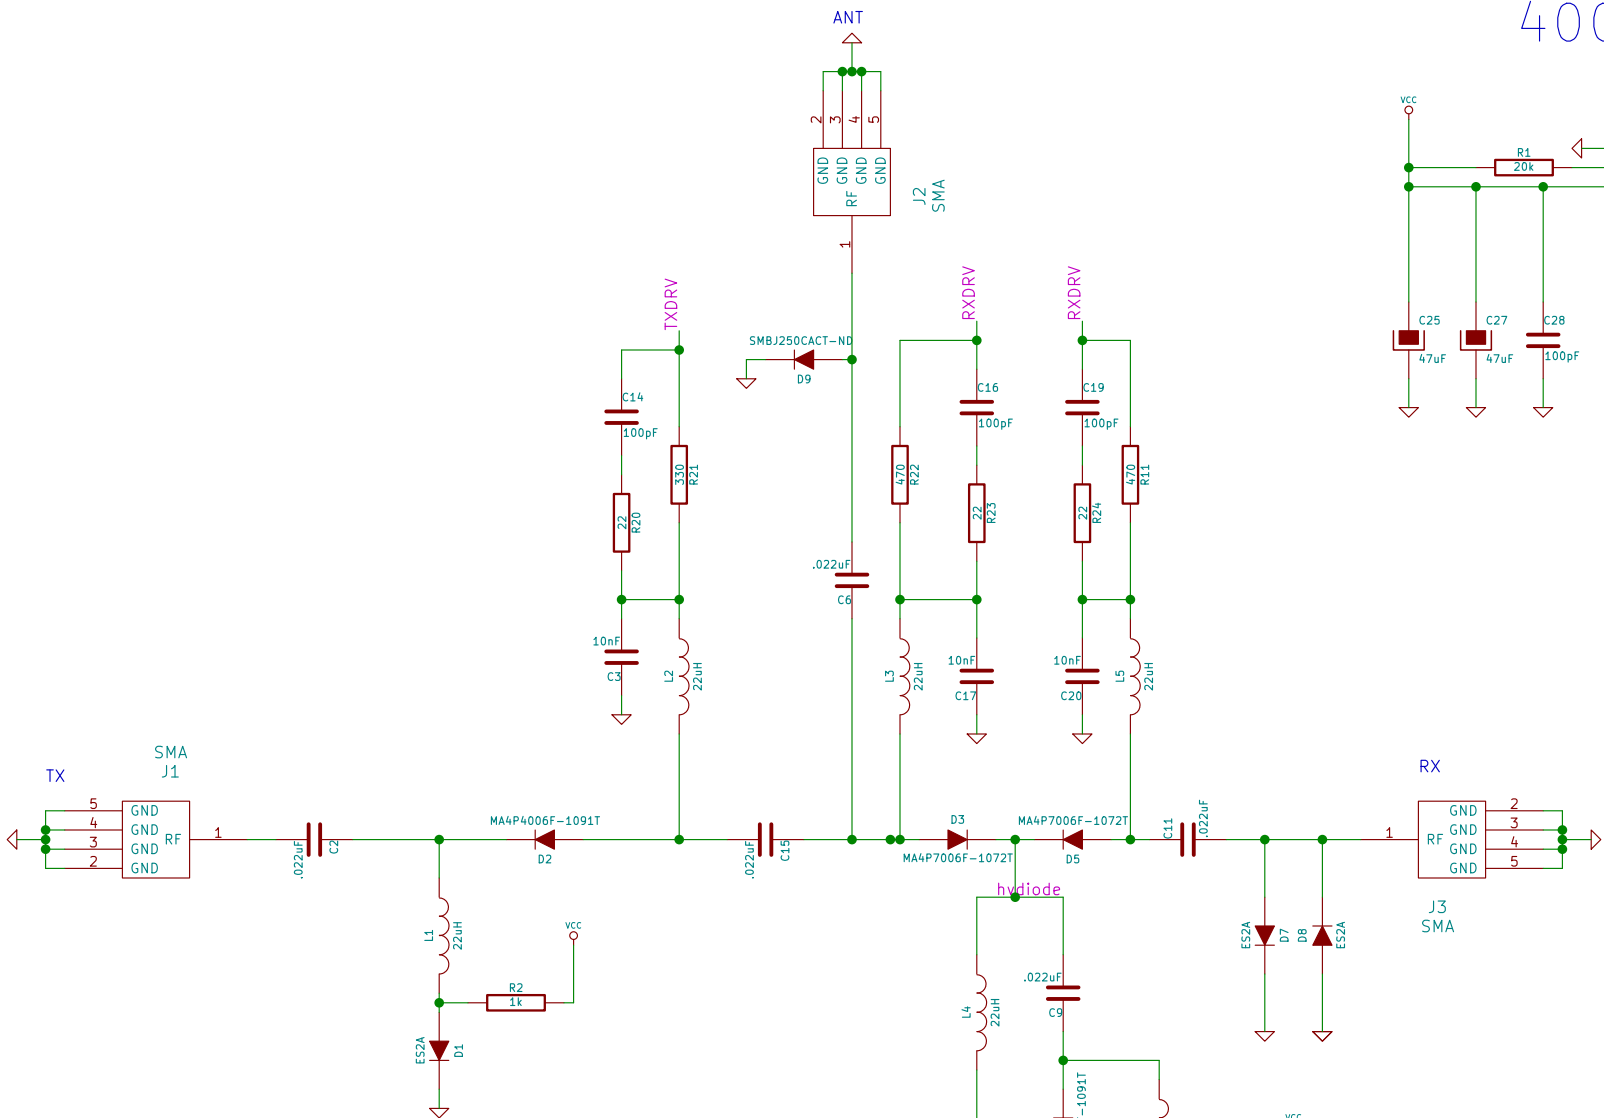 ANT
400
VCC
2
3
4
5
GND
GND
GND
GND
RF
J2
SMA
1
R1
20k
TXDRV
RXDRV
RXDRV
C25
47uF
C27
47uF
C28
100pF
SMBJ250CACT-ND
D9
C14
100pF
C16
100pF
C19
100pF
330
R21
470
R22
470
R11
22
R20
22
R23
22
R24
.022uF
C6
10nF
C3
L2
22uH
L3
22uH
10nF
C17
10nF
C20
L5
22uH
SMA
J1
TX
5
4
3
2
GND
GND
GND
GND
RF
1
.022uF
C2
MA4P4006F-1091T
D2
.022uF
C15
D3
MA4P7006F-1072T
MA4P7006F-1072T
D5
C11
.022uF
RX
1
RF
GND
GND
GND
GND
2
3
4
5
J3
SMA
hvdiode
L1
22uH
VCC
R2
1k
ES2A
D1
L4
22uH
.022uF
C9
ES2A
D7
D8
ES2A
-1091T
VCC